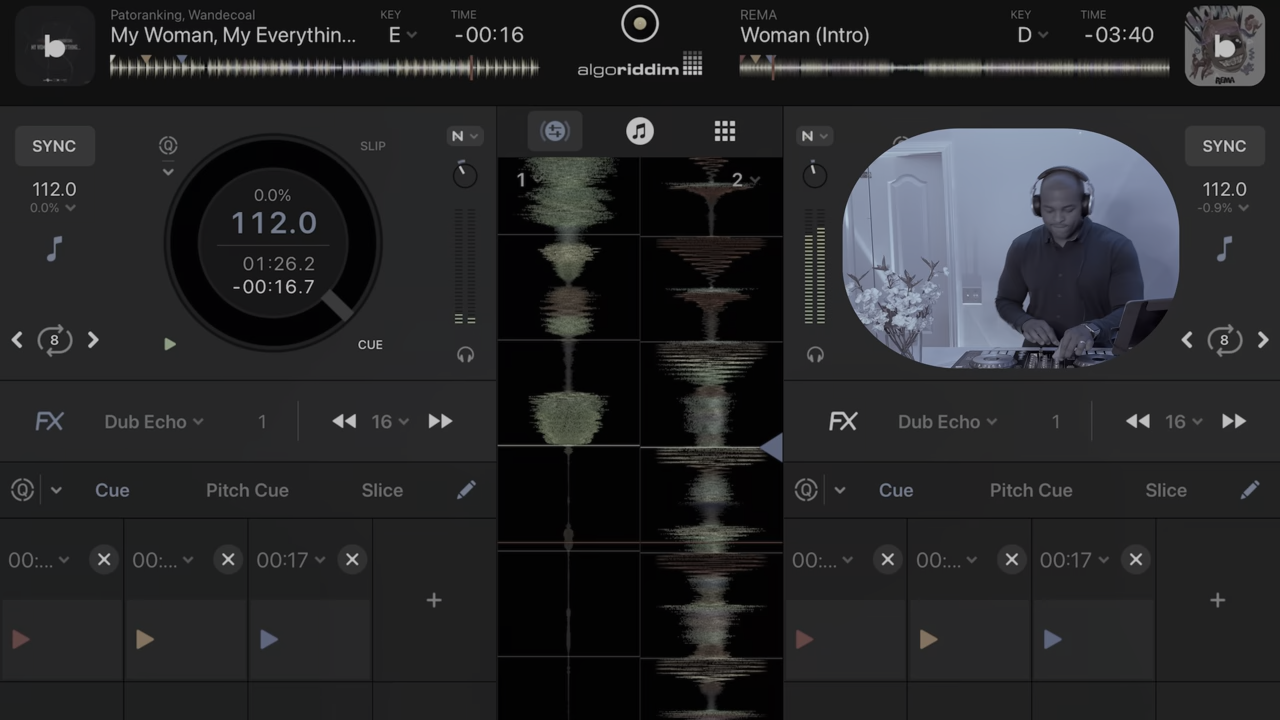 Patoranking, Wandecoal
My Woman, My Everythin...
KEY
E
TIME
-00:16
algoriddim
REMA
Woman (Intro)
KEY
D
TIME
-03:40
b
b
REMA
SYNC
112.0
0.0%
8
Q
SLIP
N
0.0%
112.0
01:26.2
-00:16.7
CUE
1
2
N
SYNC
112.0
-0.9%
8
FX
Dub Echo
1
16
FX
Dub Echo
1
16
Q
Cue
Pitch Cue
Slice
Q
Cue
Pitch Cue
Slice
00:...
00:...
00:17
+
00:...
00:...
00:17
+